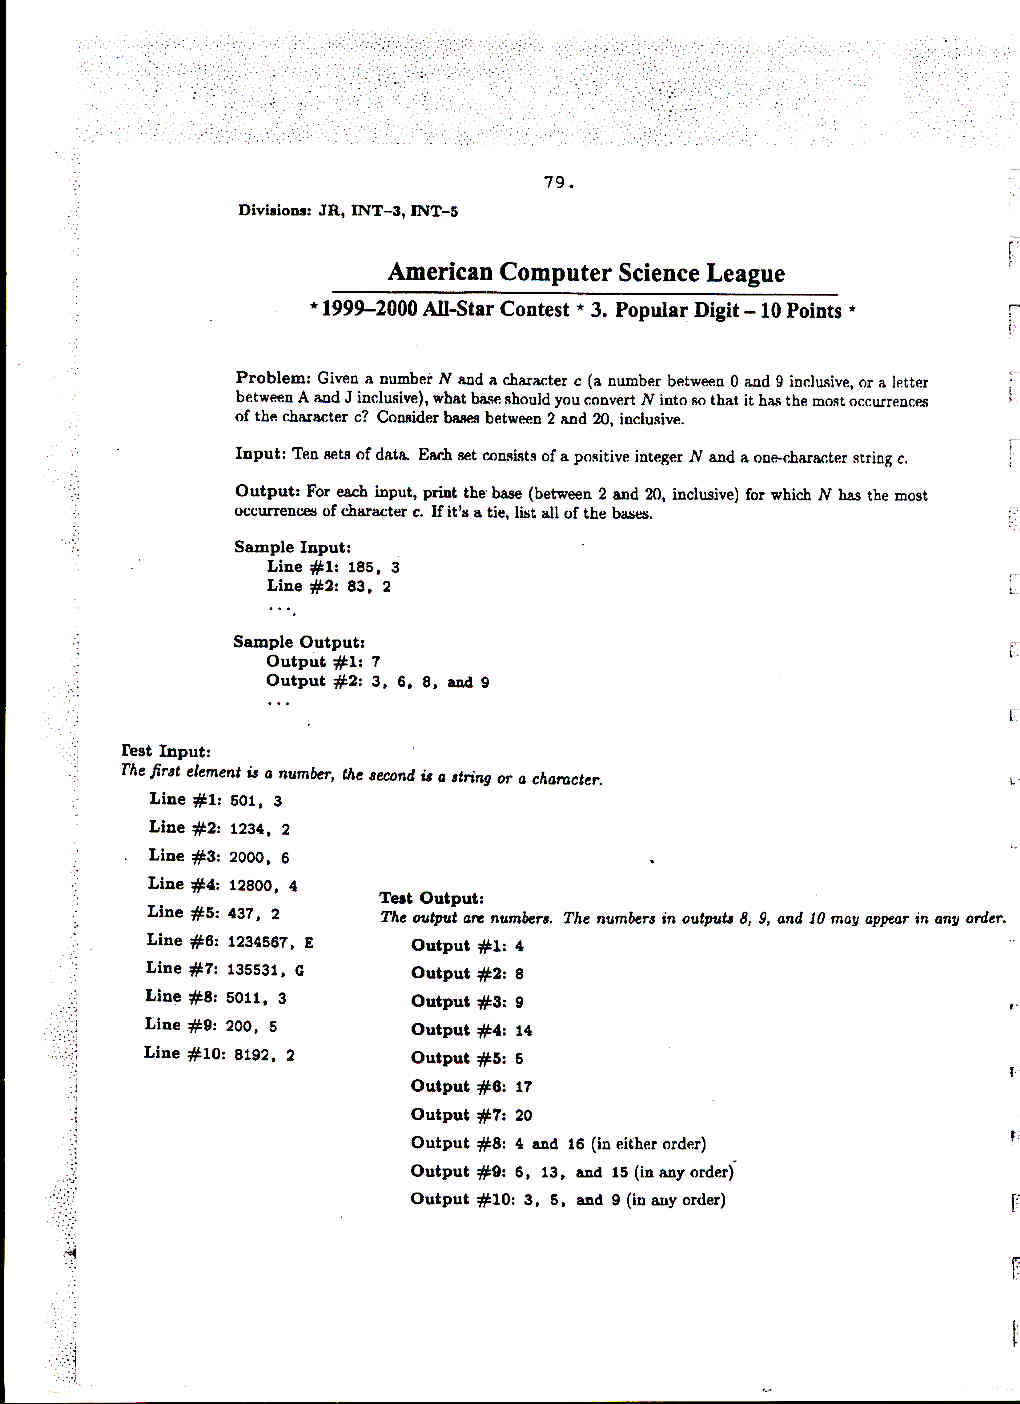 79.
Divisions: JR, INT-3, INT-5
American Computer Science League
* 1999–2000 All-Star Contest * 3. Popular Digit – 10 Points *
Problem: Given a number N and a character c (a number between 0 and 9 inclusive, or a letter
between A and J inclusive), what base should you convert N into so that it has the most occurrences
of the character c? Consider bases between 2 and 20, inclusive.
Input: Ten sets of data. Each set consists of a positive integer N and a one-character string c.
Output: For each input, print the base (between 2 and 20, inclusive) for which N has the most
occurrences of character c. If it's a tie, list all of the bases.
Sample Input:
Line #1: 185, 3
Line #2: 83, 2
...
Sample Output:
Output #1: 7
Output #2: 3, 6, 8, and 9
...
Test Input:
The first element is a number, the second is a string or a character.
Line #1: 501, 3
Line #2: 1234, 2
Line #3: 2000, 6
Line #4: 12800, 4
Line #5: 437, 2
Line #6: 1234567, E
Line #7: 135531, G
Line #8: 5011, 3
Line #9: 200, 5
Line #10: 8192, 2
Test Output:
The output are numbers. The numbers in outputs 8, 9, and 10 may appear in any order.
Output #1: 4
Output #2: 8
Output #3: 9
Output #4: 14
Output #5: 5
Output #6: 17
Output #7: 20
Output #8: 4 and 16 (in either order)
Output #9: 6, 13, and 15 (in any order)
Output #10: 3, 5, and 9 (in any order)